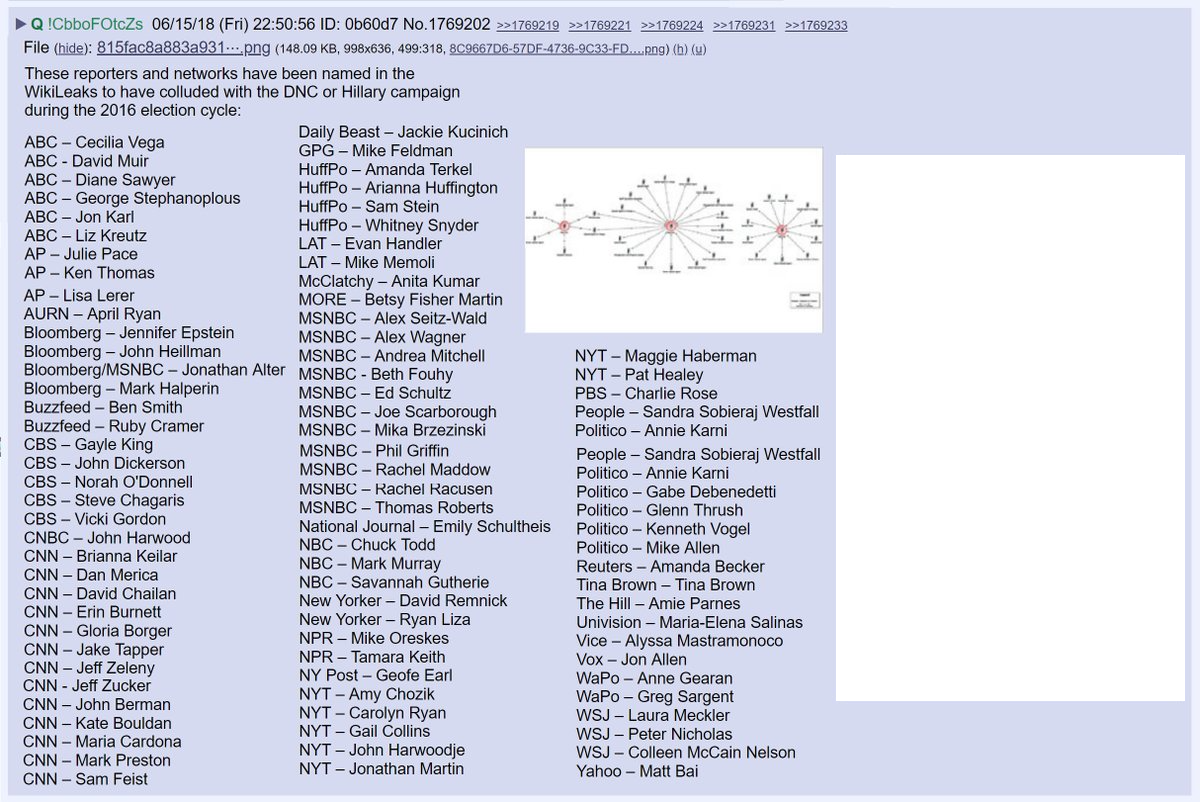 Q !CbboFOtcZs 06/15/18 (Fri) 22:50:56 ID: 0b60d7 No.1769202 >>1769219 >>1769221 >>1769224 >>1769231 >>1769233
File (hide): 815fac8a883a931⋯.png (148.09 KB, 998x636, 499:318, 8C9667D6-57DF-4736-9C33-FD….png) (h) (u)
These reporters and networks have been named in the
WikiLeaks to have colluded with the DNC or Hillary campaign
during the 2016 election cycle:
ABC – Cecilia Vega
ABC - David Muir
ABC – Diane Sawyer
ABC – George Stephanoplous
ABC – Jon Karl
ABC – Liz Kreutz
AP – Julie Pace
AP – Ken Thomas
AP – Lisa Lerer
AURN – April Ryan
Bloomberg – Jennifer Epstein
Bloomberg – John Heillman
Bloomberg/MSNBC – Jonathan Alter
Bloomberg – Mark Halperin
Buzzfeed – Ben Smith
Buzzfeed – Ruby Cramer
CBS – Gayle King
CBS – John Dickerson
CBS – Norah O'Donnell
CBS – Steve Chagaris
CBS – Vicki Gordon
CNBC – John Harwood
CNN – Brianna Keilar
CNN – Dan Merica
CNN – David Chailan
CNN – Erin Burnett
CNN – Gloria Borger
CNN – Jake Tapper
CNN – Jeff Zeleny
CNN - Jeff Zucker
CNN – John Berman
CNN – Kate Bouldan
CNN – Maria Cardona
CNN – Mark Preston
CNN – Sam Feist
Daily Beast – Jackie Kucinich
GPG – Mike Feldman
HuffPo – Amanda Terkel
HuffPo – Arianna Huffington
HuffPo – Sam Stein
HuffPo – Whitney Snyder
LAT – Evan Handler
LAT – Mike Memoli
McClatchy – Anita Kumar
MORE – Betsy Fisher Martin
MSNBC – Alex Seitz-Wald
MSNBC – Alex Wagner
MSNBC – Andrea Mitchell
MSNBC - Beth Fouhy
MSNBC – Ed Schultz
MSNBC – Joe Scarborough
MSNBC – Mika Brzezinski
MSNBC – Phil Griffin
MSNBC – Rachel Maddow
MSNBC – Rachel Racusen
MSNBC – Thomas Roberts
National Journal – Emily Schultheis
NBC – Chuck Todd
NBC – Mark Murray
NBC – Savannah Gutherie
New Yorker – David Remnick
New Yorker – Ryan Liza
NPR – Mike Oreskes
NPR – Tamara Keith
NY Post – Geofe Earl
NYT – Amy Chozik
NYT – Carolyn Ryan
NYT – Gail Collins
NYT – John Harwoodje
NYT – Jonathan Martin
NYT – Maggie Haberman
NYT – Pat Healey
PBS – Charlie Rose
People – Sandra Sobieraj Westfall
Politico – Annie Karni
People – Sandra Sobieraj Westfall
Politico – Annie Karni
Politico – Gabe Debenedetti
Politico – Glenn Thrush
Politico – Kenneth Vogel
Politico – Mike Allen
Reuters – Amanda Becker
Tina Brown – Tina Brown
The Hill – Amie Parnes
Univision – Maria-Elena Salinas
Vice – Alyssa Mastramonoco
Vox – Jon Allen
WaPo – Anne Gearan
WaPo – Greg Sargent
WSJ – Laura Meckler
WSJ – Peter Nicholas
WSJ – Colleen McCain Nelson
Yahoo – Matt Bai